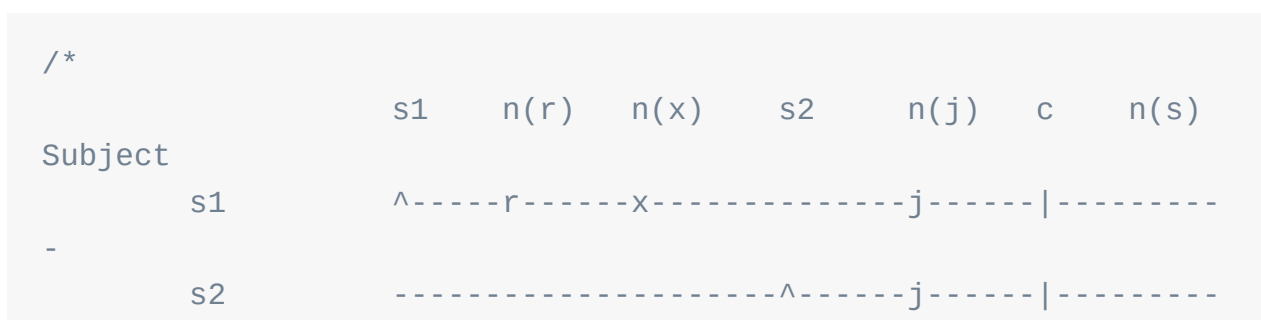 /*
                   s1    n(r)   n(x)    s2     n(j)   c    n(s)
Subject
        s1         ^-----r------x--------------j------|---------
-
        s2         ---------------------^------j------|---------